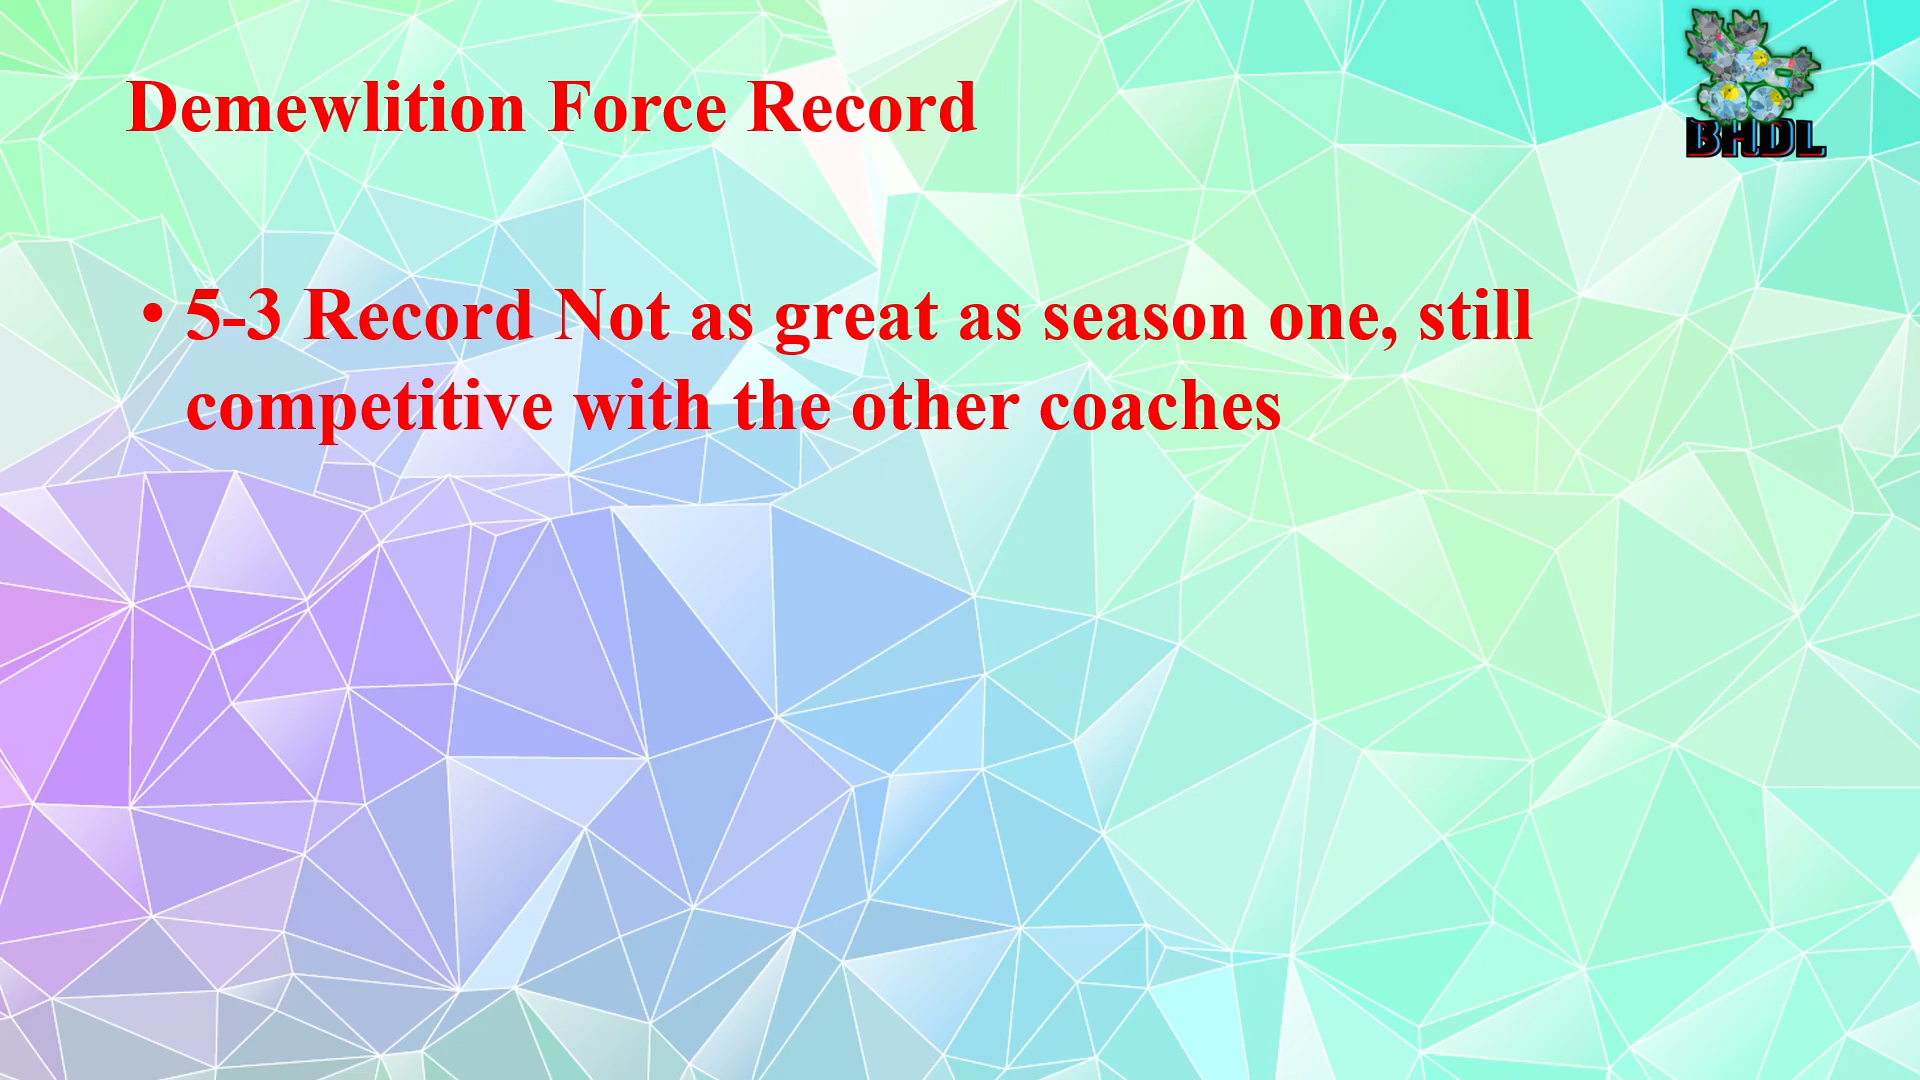 Demewlition Force Record
BHDL
• 5-3 Record Not as great as season one, still
competitive with the other coaches